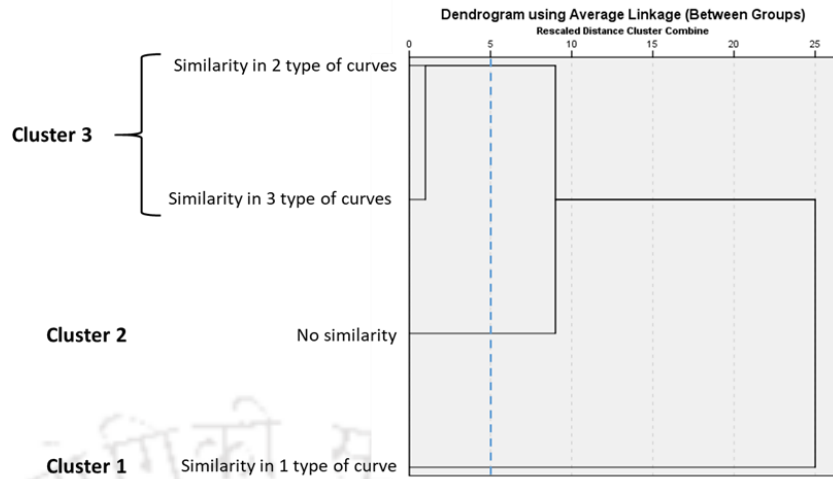 Dendrogram using Average Linkage (Between Groups)
Rescaled Distance Cluster Combine
0 5 10 15 20 25
Similarity in 2 type of curves
Cluster 3
Similarity in 3 type of curves
Cluster 2 No similarity
Cluster 1 Similarity in 1 type of curve